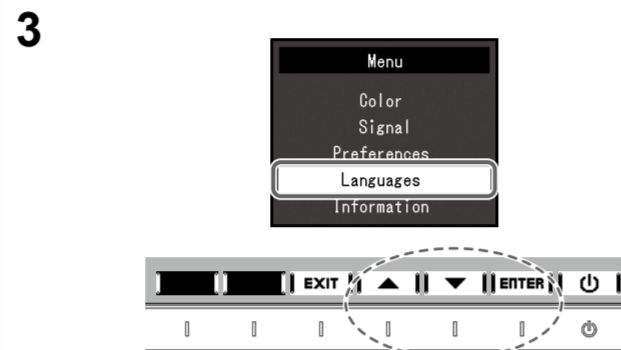 3
Menu
Color
Signal
Preferences
Languages
Information
EXIT ▲ ▼ ENTER